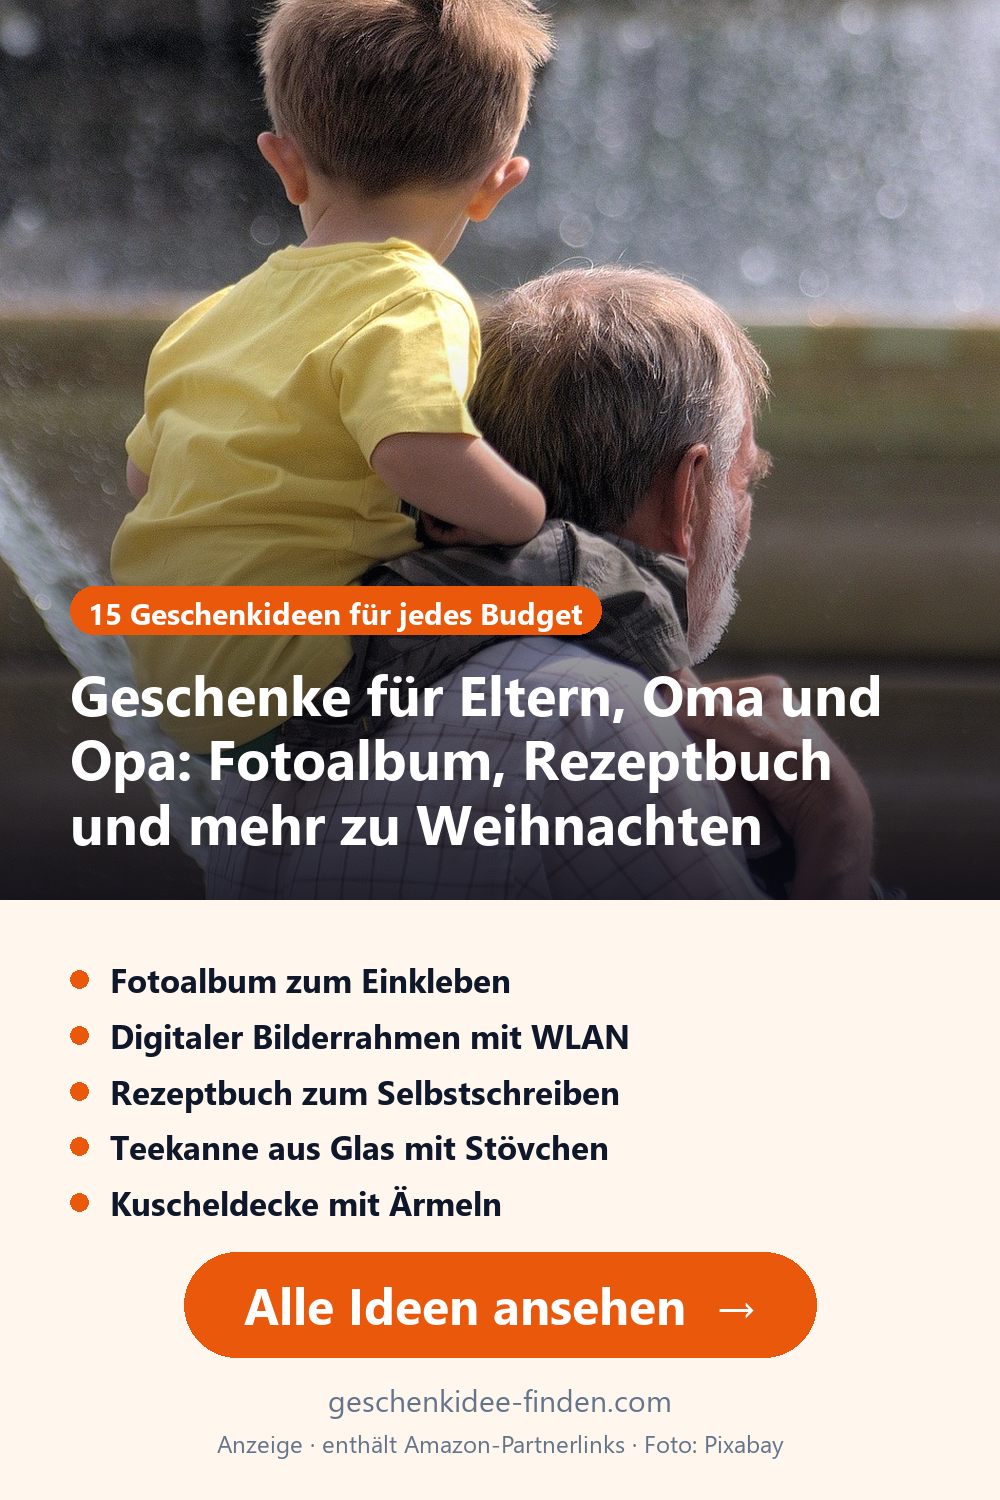 15 Geschenkideen für jedes Budget
Geschenke für Eltern, Oma und
Opa: Fotoalbum, Rezeptbuch
und mehr zu Weihnachten
Fotoalbum zum Einkleben
Digitaler Bilderrahmen mit WLAN
Rezeptbuch zum Selbstschreiben
Teekanne aus Glas mit Stövchen
Kuscheldecke mit Ärmeln
Alle Ideen ansehen →
geschenkidee-finden.com
Anzeige · enthält Amazon-Partnerlinks · Foto: Pixabay